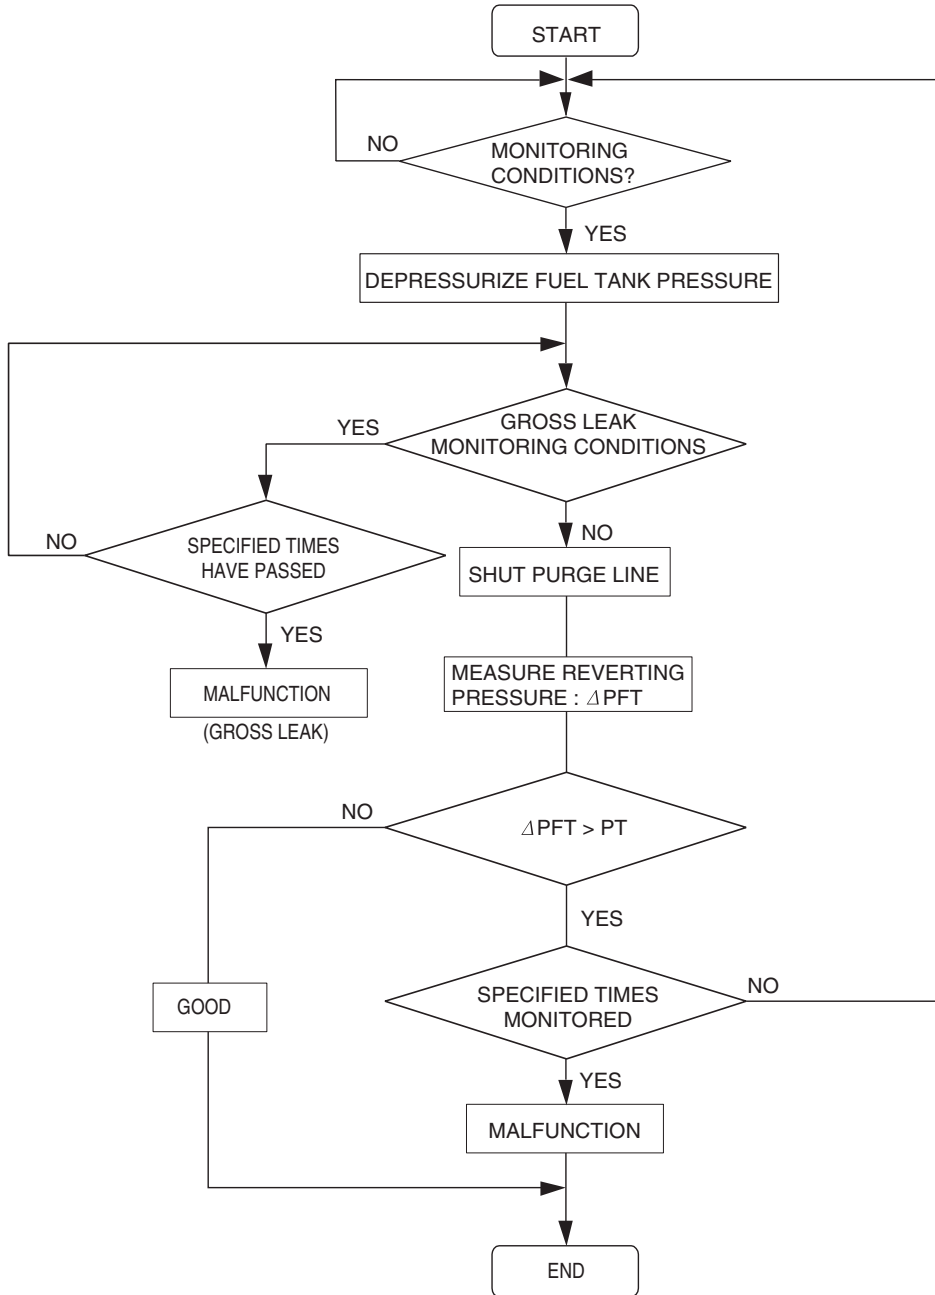 START
NO
MONITORING
CONDITIONS?
YES
DEPRESSURIZE FUEL TANK PRESSURE
YES
GROSS LEAK
MONITORING CONDITIONS
NO
SPECIFIED TIMES
HAVE PASSED
NO
SHUT PURGE LINE
YES
MALFUNCTION
(GROSS LEAK)
MEASURE REVERTING
PRESSURE : ΔPFT
NO
ΔPFT > PT
YES
GOOD
SPECIFIED TIMES
MONITORED
NO
YES
MALFUNCTION
END